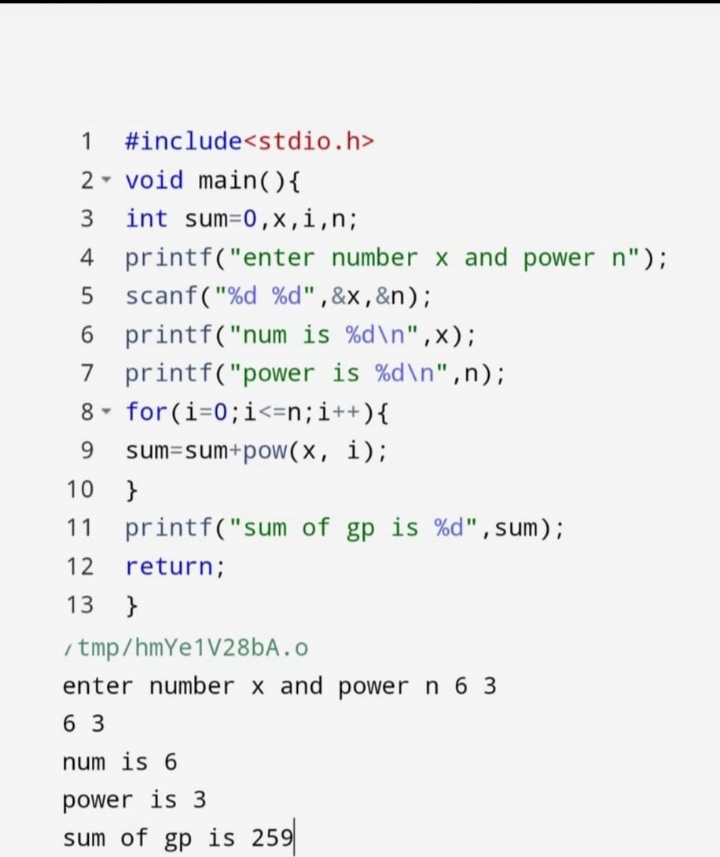 1 #include<stdio.h>
2 void main(){
3 int sum=0,x,i,n;
4 printf("enter number x and power n");
5 scanf("%d %d",&x,&n);
6 printf("num is %d\n",x);
7 printf("power is %d\n",n);
8 for(i=0;i<=n;i++){
9 sum=sum+pow(x, i);
10 }
11 printf("sum of gp is %d",sum);
12 return;
13 }
/tmp/hmYe1V28bA.o
enter number x and power n 6 3
6 3
num is 6
power is 3
sum of gp is 259